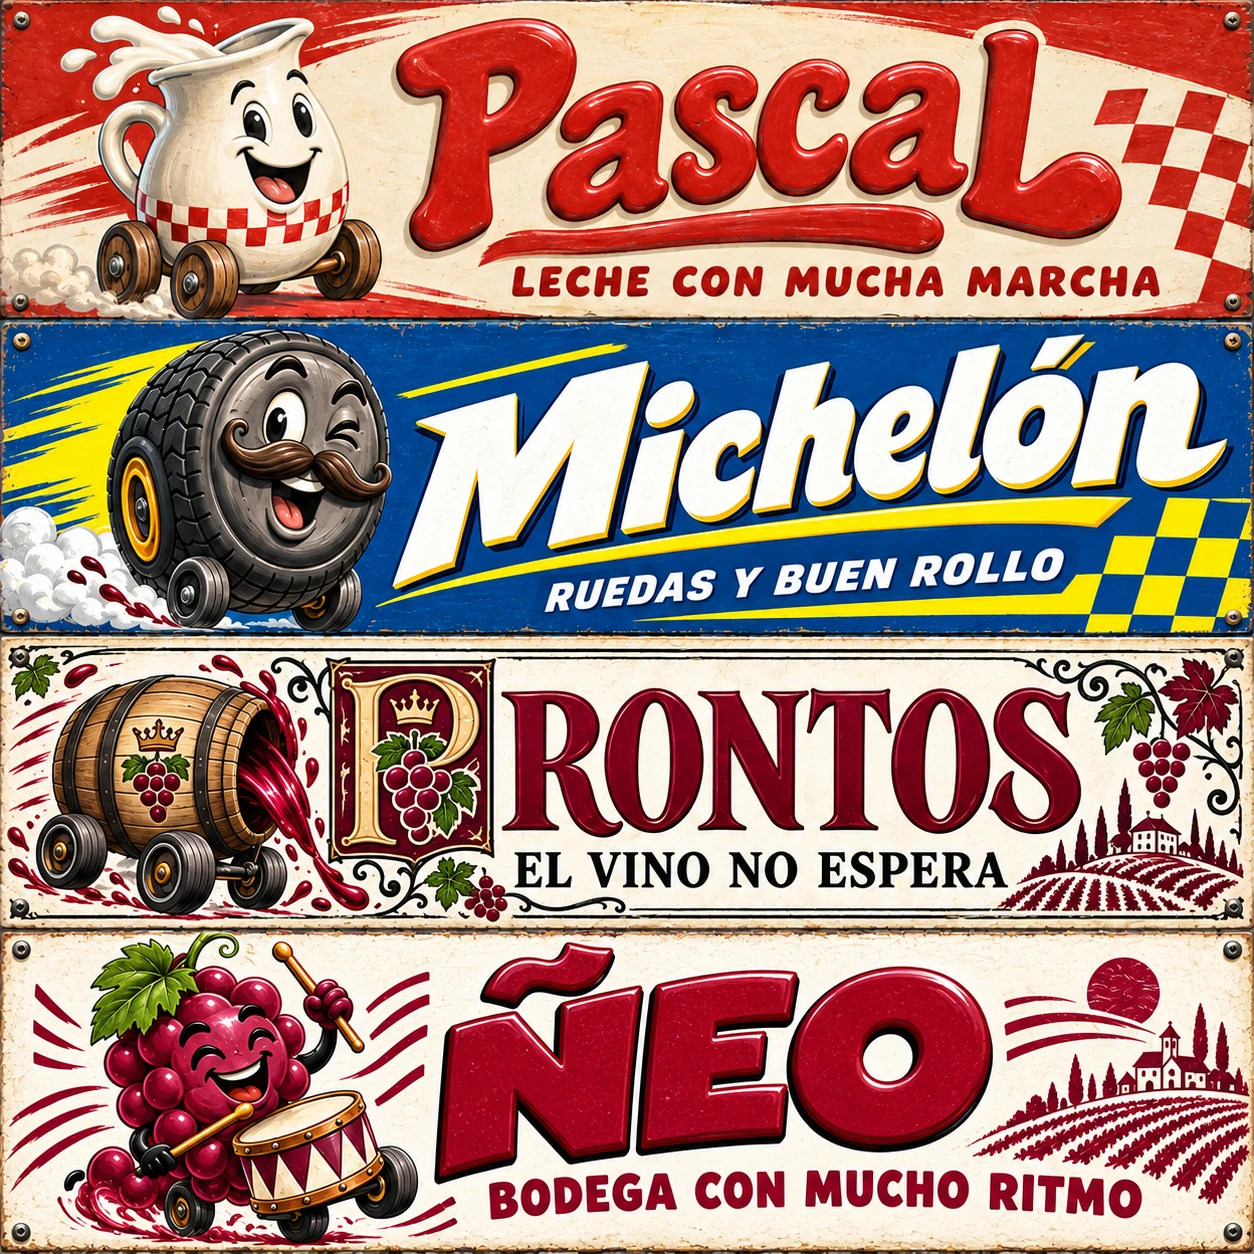 Pascal
LECHE CON MUCHA MARCHA
Michelón
RUEDAS Y BUEN ROLLO
PRONTOS
EL VINO NO ESPERA
ÑEO
BODEGA CON MUCHO RITMO